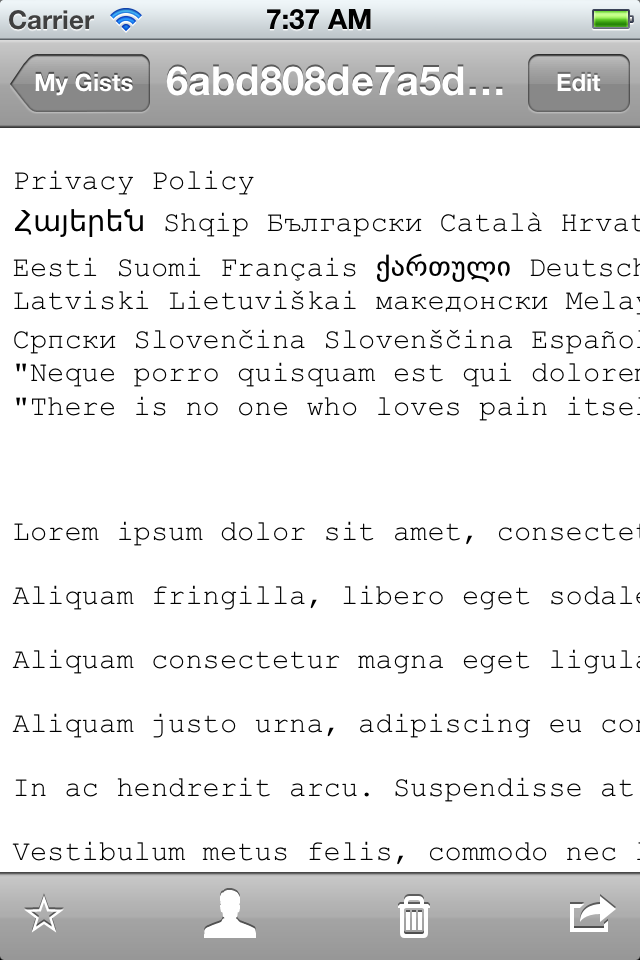 Carrier 7:37 AM
My Gists 6abd808de7a5d... Edit
Privacy Policy
Հայերեն Shqip Български Català Hrvat
Eesti Suomi Français ქართული Deutsch
Latviski Lietuviškai македонски Melay
Српски Slovenčina Slovenščina Español
"Neque porro quisquam est qui dolorem
"There is no one who loves pain itsel
Lorem ipsum dolor sit amet, consectet
Aliquam fringilla, libero eget sodale
Aliquam consectetur magna eget ligula
Aliquam justo urna, adipiscing eu con
In ac hendrerit arcu. Suspendisse at
Vestibulum metus felis, commodo nec